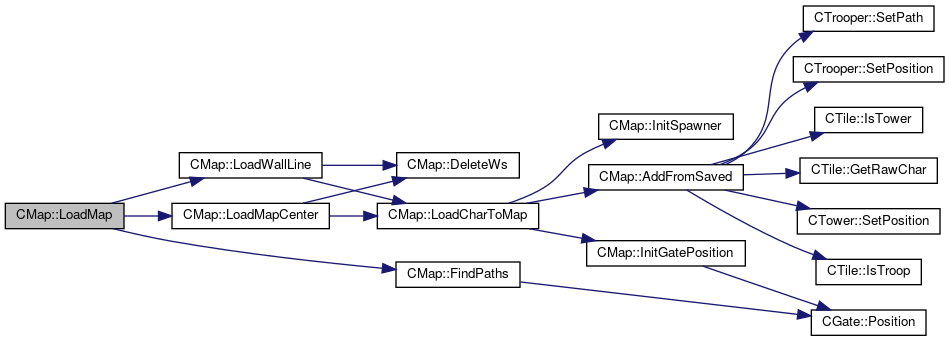 CMap::LoadMap
CMap::LoadWallLine
CMap::LoadMapCenter
CMap::FindPaths
CMap::DeleteWs
CMap::LoadCharToMap
CMap::InitSpawner
CMap::AddFromSaved
CMap::InitGatePosition
CTrooper::SetPath
CTrooper::SetPosition
CTile::IsTower
CTile::GetRawChar
CTower::SetPosition
CTile::IsTroop
CGate::Position